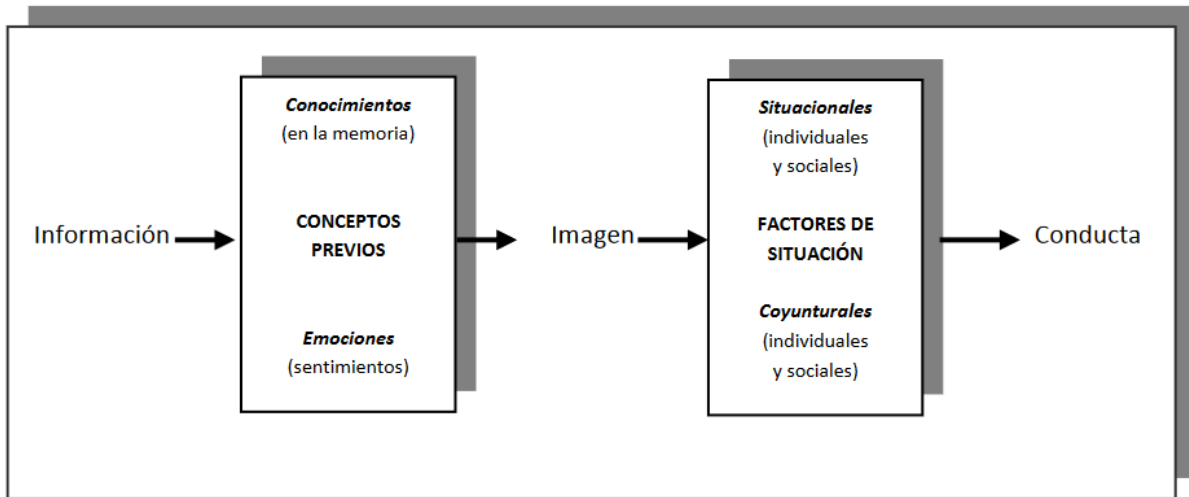 Información
Conocimientos
(en la memoria)
CONCEPTOS
PREVIOS
Emociones
(sentimientos)
Imagen
Situacionales
(individuales
y sociales)
FACTORES DE
SITUACIÓN
Coyunturales
(individuales
y sociales)
Conducta